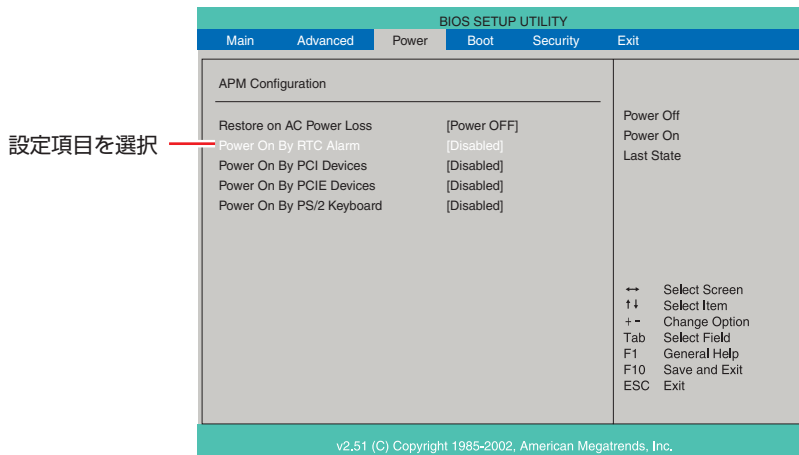 BIOS SETUP UTILITY
Main Advanced Power Boot Security Exit
APM Configuration
Restore on AC Power Loss [Power OFF]
Power On By RTC Alarm [Disabled]
Power On By PCI Devices [Disabled]
Power On By PCIE Devices [Disabled]
Power On By PS/2 Keyboard [Disabled]
設定項目を選択
Power Off
Power On
Last State
↔ Select Screen
↑↓ Select Item
+- Change Option
Tab Select Field
F1 General Help
F10 Save and Exit
ESC Exit
v2.51 (C) Copyright 1985-2002, American Megatrends, Inc.